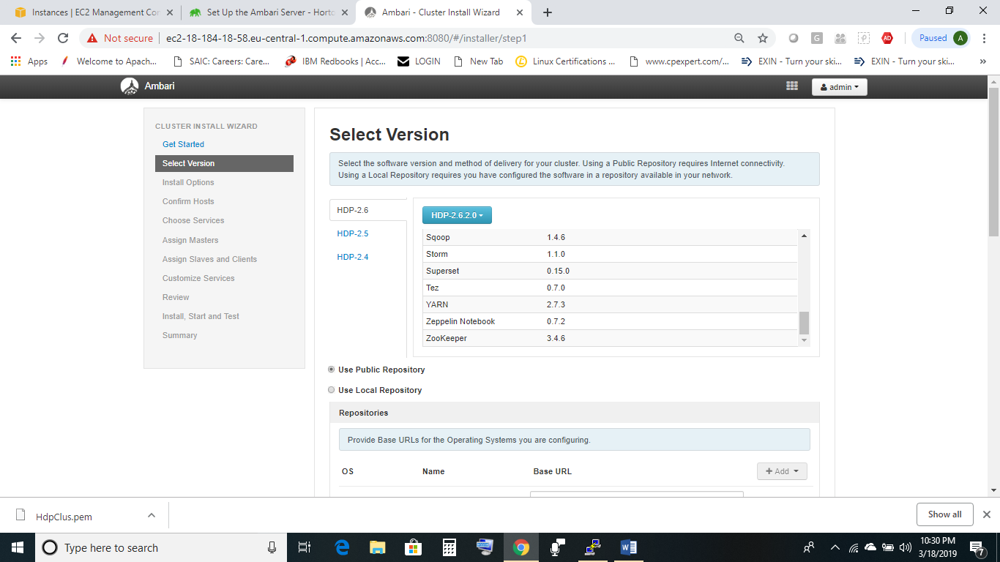 Instances | EC2 Management Con
Set Up the Ambari Server - Horto
Ambari - Cluster Install Wizard
Not secure
ec2-18-184-18-58.eu-central-1.compute.amazonaws.com:8080/#/installer/step1
G
AD
Paused
A
Apps
Welcome to Apach...
SAIC: Careers: Care...
IBM Redbooks | Acc...
LOGIN
New Tab
Linux Certifications ...
www.cpexpert.com/...
EXIN - Turn your ski...
EXIN - Turn your ski...
»
Ambari
admin
CLUSTER INSTALL WIZARD
Get Started
Select Version
Install Options
Confirm Hosts
Choose Services
Assign Masters
Assign Slaves and Clients
Customize Services
Review
Install, Start and Test
Summary
Select Version
Select the software version and method of delivery for your cluster. Using a Public Repository requires Internet connectivity.
Using a Local Repository requires you have configured the software in a repository available in your network.
HDP-2.6
HDP-2.5
HDP-2.4
HDP-2.6.2.0
Sqoop 1.4.6
Storm 1.1.0
Superset 0.15.0
Tez 0.7.0
YARN 2.7.3
Zeppelin Notebook 0.7.2
ZooKeeper 3.4.6
Use Public Repository
Use Local Repository
Repositories
Provide Base URLs for the Operating Systems you are configuring.
OS Name Base URL
+ Add
HdpClus.pem
Show all
Type here to search
10:30 PM
3/18/2019
7